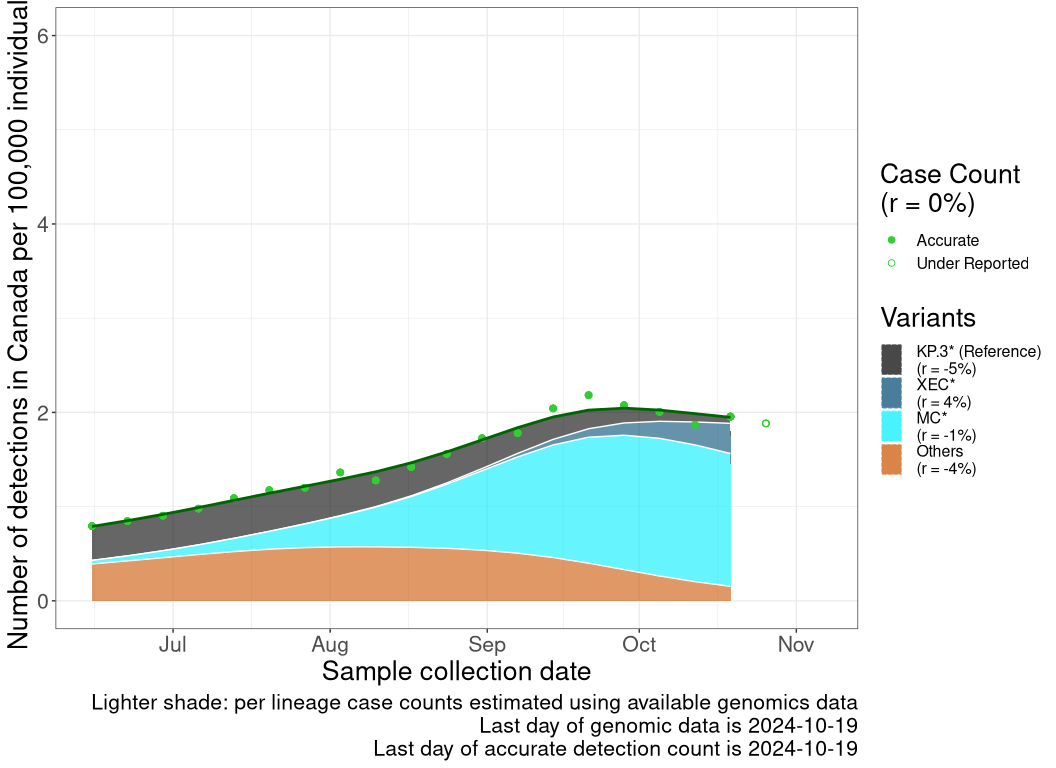 Number of detections in Canada per 100,000 individual
6
4
2
0
Jul Aug Sep Oct Nov
Sample collection date
Lighter shade: per lineage case counts estimated using available genomics data
Last day of genomic data is 2024-10-19
Last day of accurate detection count is 2024-10-19
Case Count
(r = 0%)
Accurate
Under Reported
Variants
KP.3* (Reference)
(r = -5%)
XEC*
(r = 4%)
MC*
(r = -1%)
Others
(r = -4%)